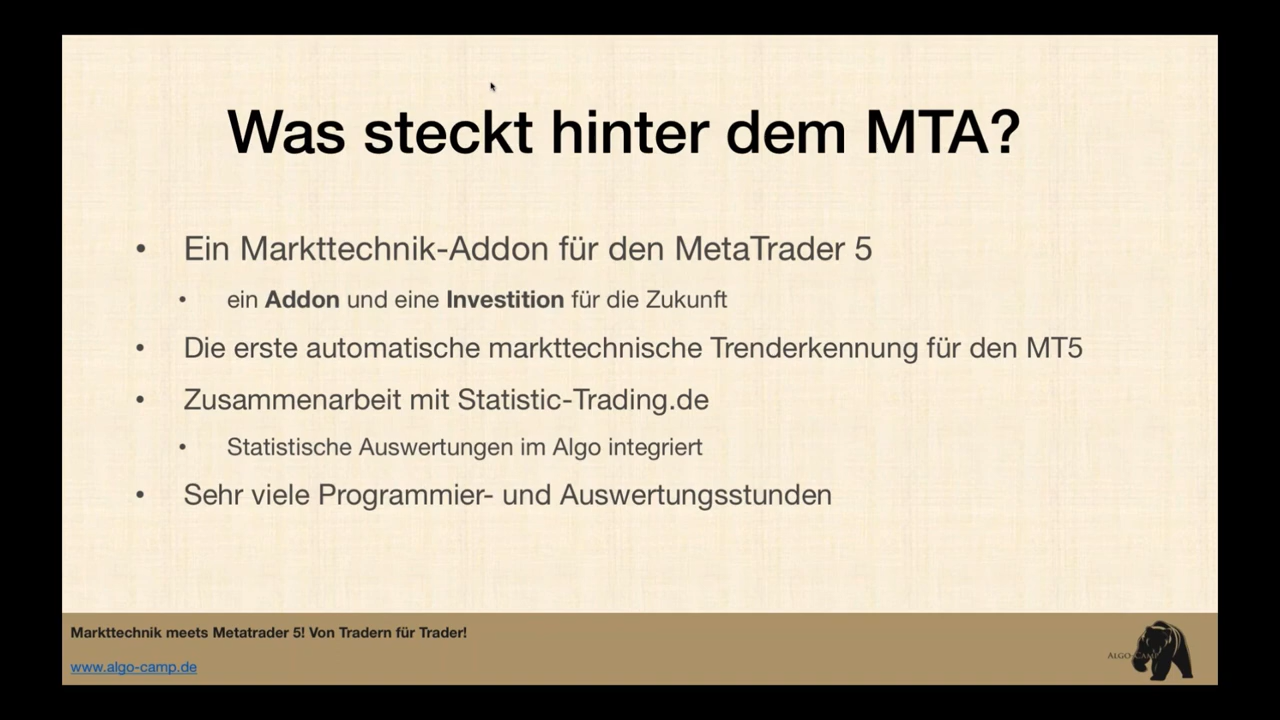 Was steckt hinter dem MTA?
• Ein Markttechnik-Addon für den MetaTrader 5
• ein Addon und eine Investition für die Zukunft
• Die erste automatische markttechnische Trenderkennung für den MT5
• Zusammenarbeit mit Statistic-Trading.de
• Statistische Auswertungen im Algo integriert
• Sehr viele Programmier- und Auswertungsstunden
Markttechnik meets Metatrader 5! Von Tradern für Trader!
www.algo-camp.de
ALGO-CAMP